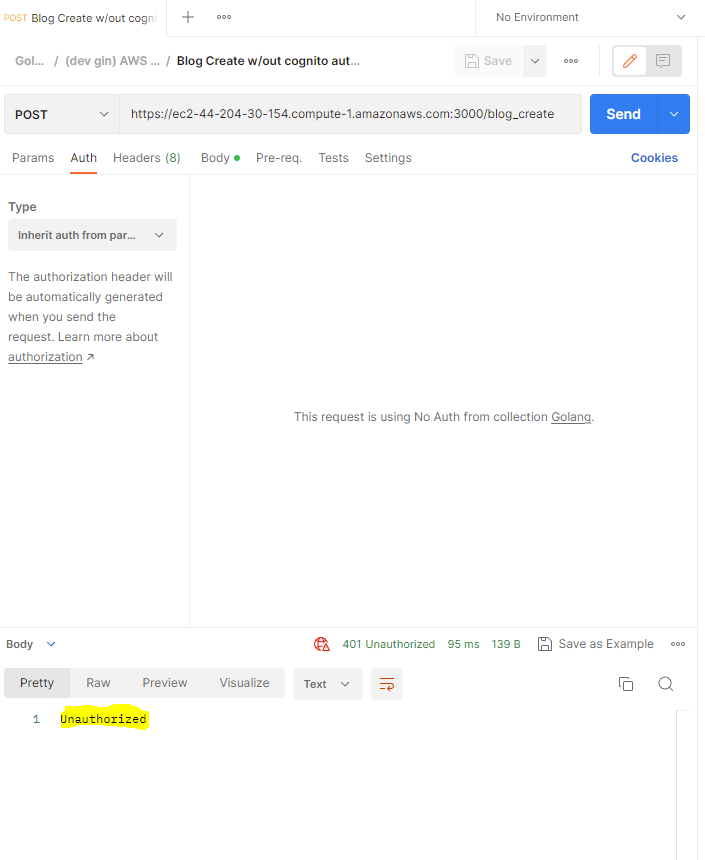 POST Blog Create w/out cogni
No Environment
Gol... / (dev gin) AWS ... / Blog Create w/out cognito aut...
Save
POST
https://ec2-44-204-30-154.compute-1.amazonaws.com:3000/blog_create
Send
Params Auth Headers (8) Body Pre-req. Tests Settings Cookies
Type
Inherit auth from par...
The authorization header will
be automatically generated
when you send the
request. Learn more about
authorization ↗
This request is using No Auth from collection Golang.
Body
401 Unauthorized 95 ms 139 B Save as Example
Pretty Raw Preview Visualize Text
1 Unauthorized